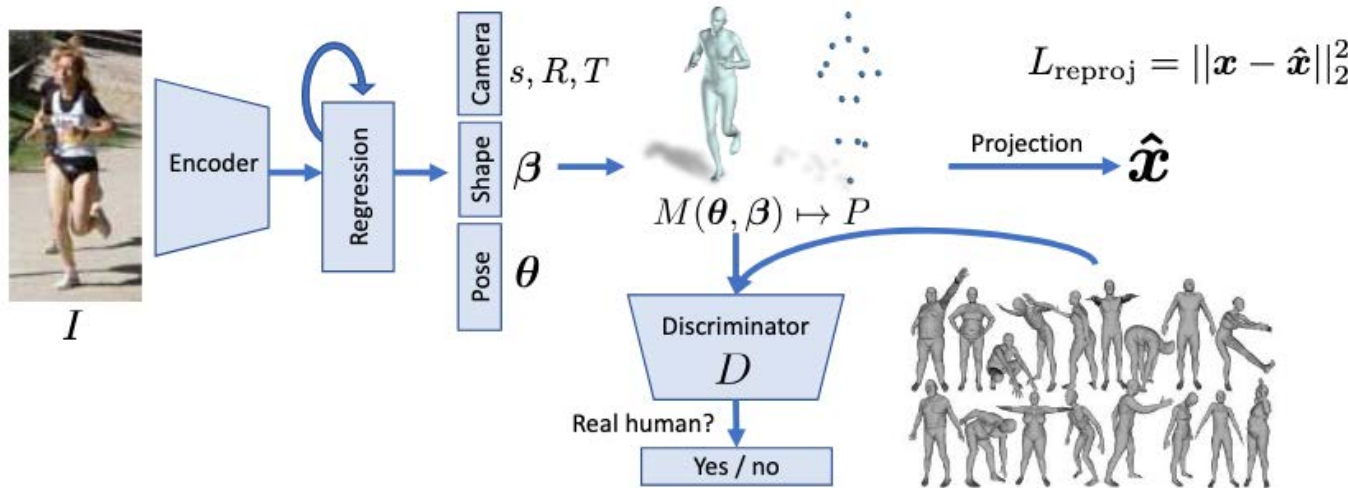 I
Encoder
Regression
Camera
s, R, T
Shape
β
Pose
θ
M(θ, β) ↦ P
L_reproj = ||x − x̂||₂²
Projection
x̂
Discriminator
D
Real human?
Yes / no